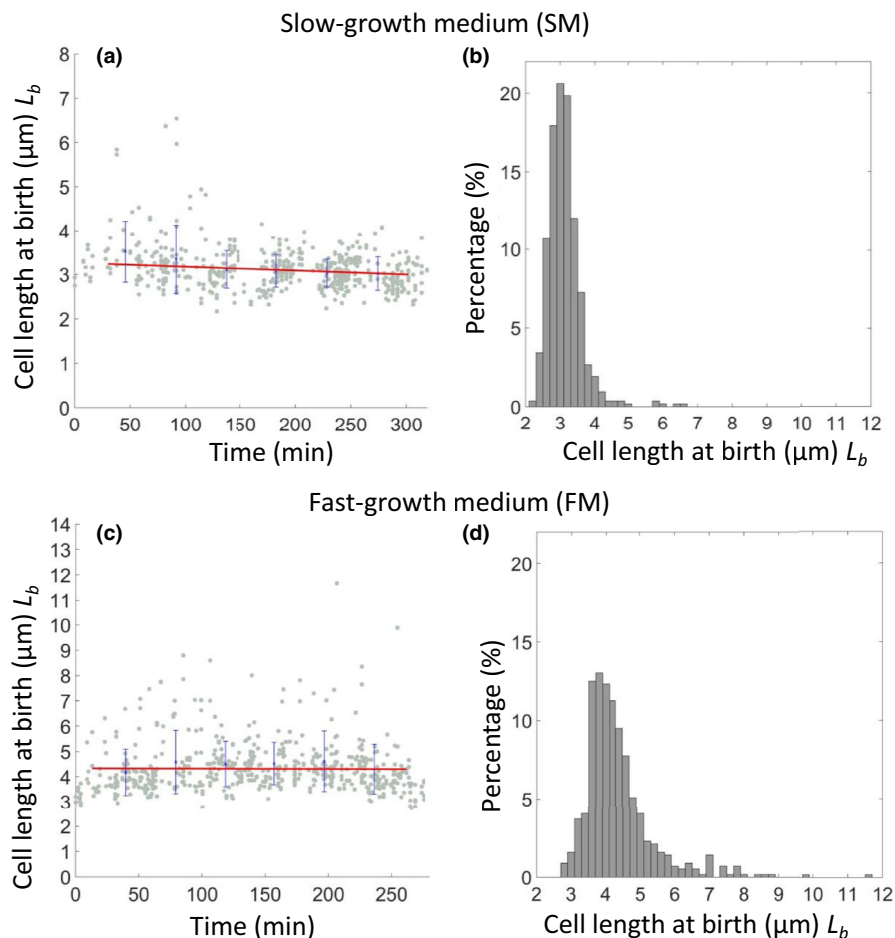 Slow-growth medium (SM)
(a)
8
7
6
5
4
3
2
1
0
Cell length at birth (µm) L_b
0 50 100 150 200 250 300
Time (min)
(b)
20
15
10
5
0
Percentage (%)
2 3 4 5 6 7 8 9 10 11 12
Cell length at birth (µm) L_b
Fast-growth medium (FM)
(c)
14
13
12
11
10
9
8
7
6
5
4
3
2
1
0
Cell length at birth (µm) L_b
0 50 100 150 200 250
Time (min)
(d)
20
15
10
5
0
Percentage (%)
2 3 4 5 6 7 8 9 10 11 12
Cell length at birth (µm) L_b